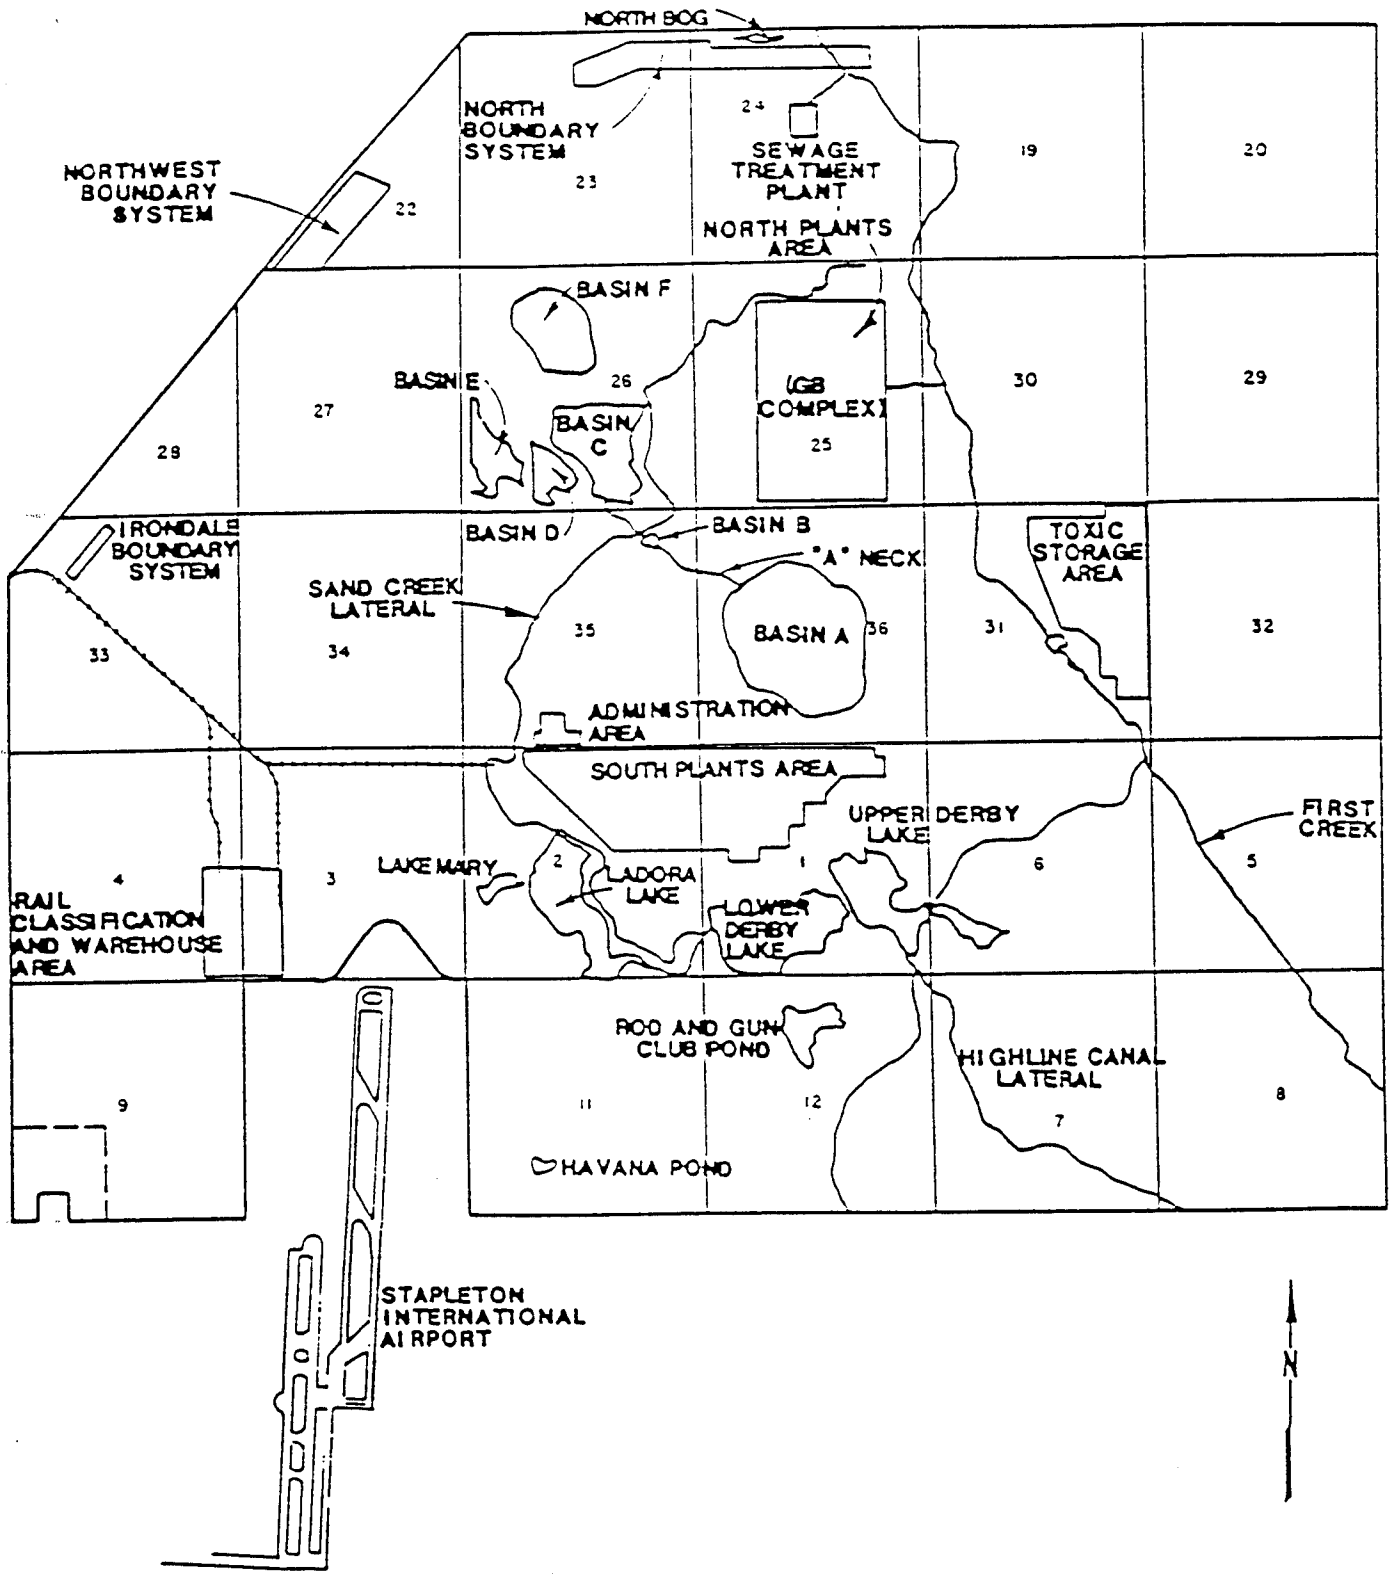 NORTH BOG
24
NORTH
BOUNDARY
SYSTEM
SEWAGE
TREATMENT
PLANT
19
20
NORTHWEST
BOUNDARY
SYSTEM
23
22
NORTH PLANTS
AREA
BASIN F
BASIN E
26
(GB
COMPLEX)
30
29
27
BASIN
C
25
28
IRONDALE
BOUNDARY
SYSTEM
BASIN D
BASIN B
"A" NECK
TOXIC
STORAGE
AREA
SAND CREEK
LATERAL
35
BASIN A
36
31
32
33
34
ADMINISTRATION
AREA
SOUTH PLANTS AREA
UPPER DERBY
LAKE
FIRST
CREEK
LAKE MARY
2
1
6
5
4
3
LADORA
LAKE
RAIL
CLASSIFICATION
AND WAREHOUSE
AREA
LOWER
DERBY
LAKE
ROD AND GUN
CLUB POND
HIGHLINE CANAL
LATERAL
9
11
12
7
8
HAVANA POND
STAPLETON
INTERNATIONAL
AIRPORT
N